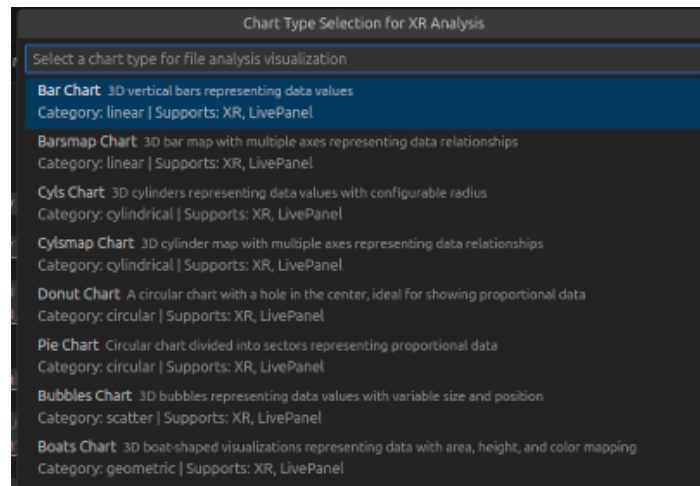 Chart Type Selection for XR Analysis
Select a chart type for file analysis visualization
Bar Chart 3D vertical bars representing data values
Category: linear | Supports: XR, LivePanel
Barsmap Chart 3D bar map with multiple axes representing data relationships
Category: linear | Supports: XR, LivePanel
Cyls Chart 3D cylinders representing data values with configurable radius
Category: cylindrical | Supports: XR, LivePanel
Cylsmap Chart 3D cylinder map with multiple axes representing data relationships
Category: cylindrical | Supports: XR, LivePanel
Donut Chart A circular chart with a hole in the center, ideal for showing proportional data
Category: circular | Supports: XR, LivePanel
Pie Chart Circular chart divided into sectors representing proportional data
Category: circular | Supports: XR, LivePanel
Bubbles Chart 3D bubbles representing data values with variable size and position
Category: scatter | Supports: XR, LivePanel
Boats Chart 3D boat-shaped visualizations representing data with area, height, and color mapping
Category: geometric | Supports: XR, LivePanel